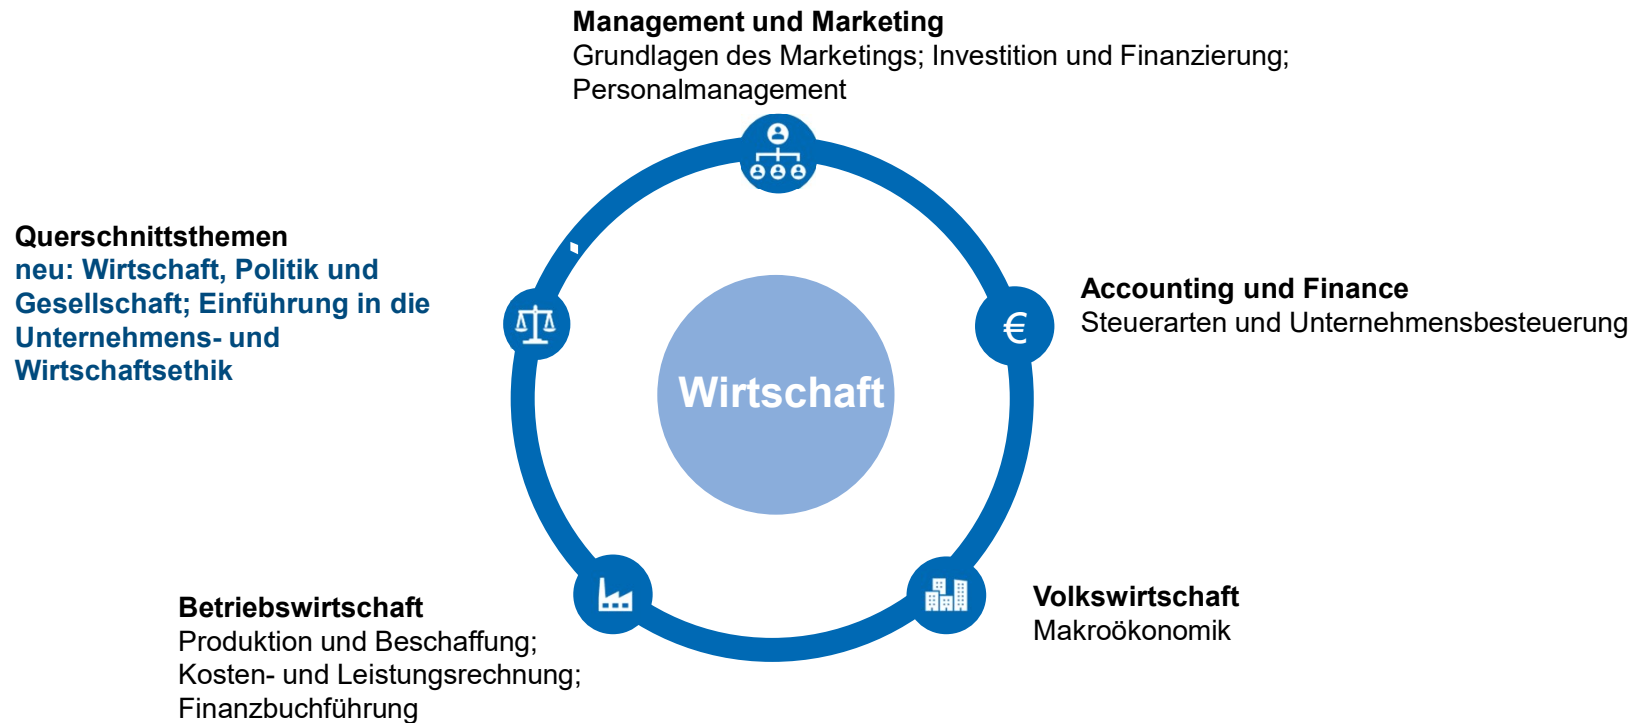 Management und Marketing
Grundlagen des Marketings; Investition und Finanzierung;
Personalmanagement
Querschnittsthemen
neu: Wirtschaft, Politik und
Gesellschaft; Einführung in die
Unternehmens- und
Wirtschaftsethik
Accounting und Finance
Steuerarten und Unternehmensbesteuerung
€
Wirtschaft
Betriebswirtschaft
Produktion und Beschaffung;
Kosten- und Leistungsrechnung;
Finanzbuchführung
Volkswirtschaft
Makroökonomik